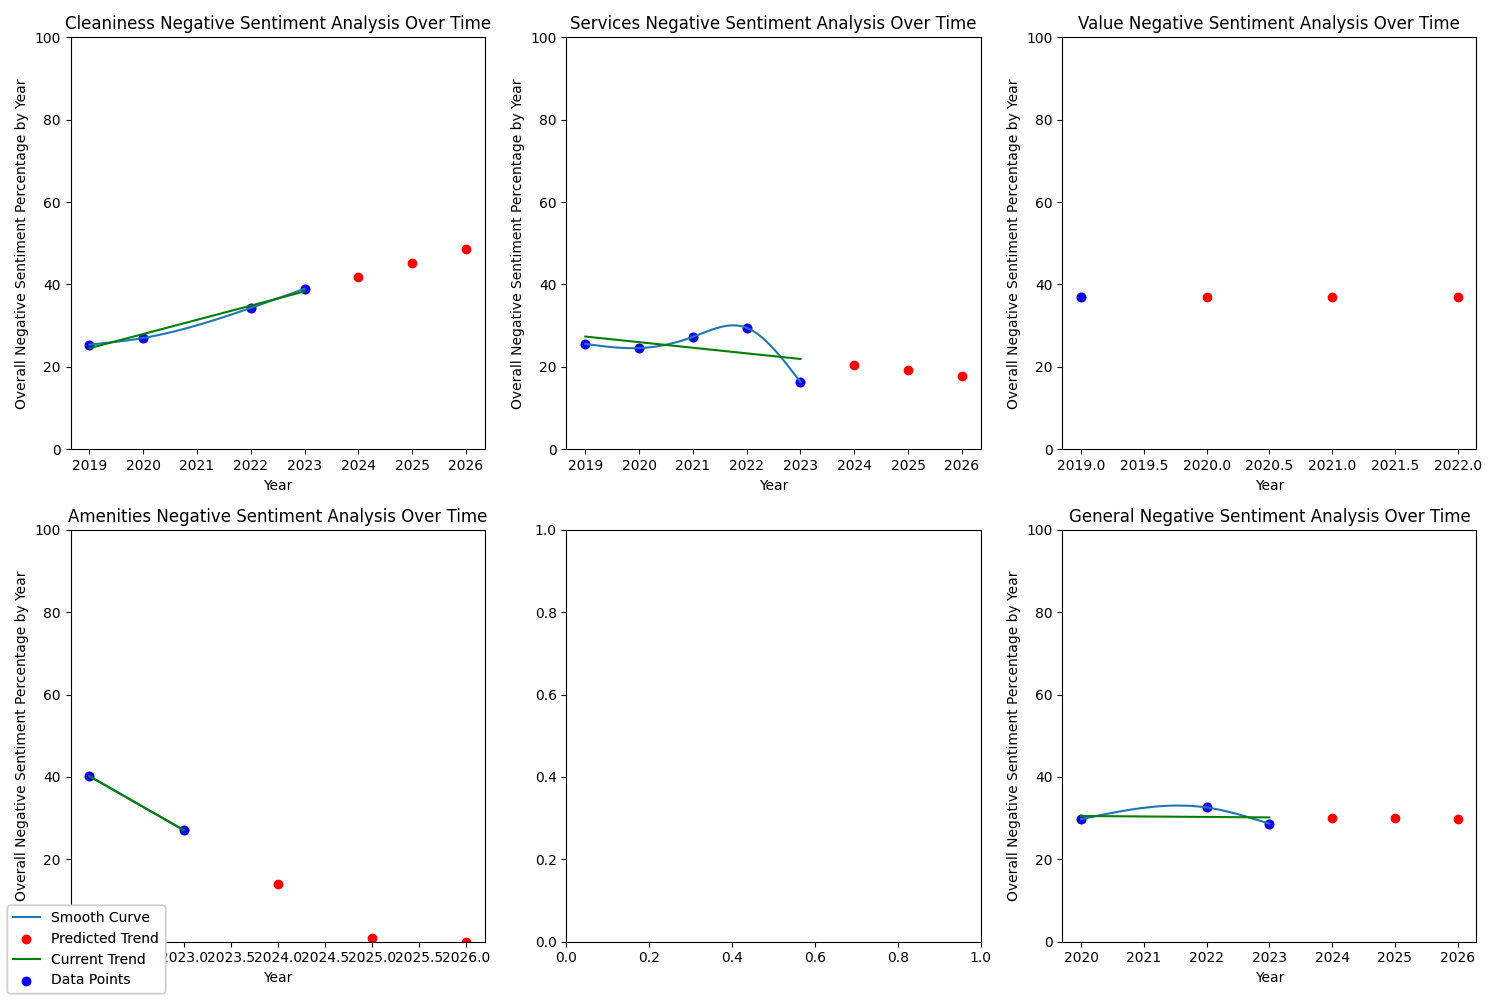 Cleaniness Negative Sentiment Analysis Over Time
Overall Negative Sentiment Percentage by Year
100
80
60
40
20
0
2019 2020 2021 2022 2023 2024 2025 2026
Year
Services Negative Sentiment Analysis Over Time
Overall Negative Sentiment Percentage by Year
100
80
60
40
20
0
2019 2020 2021 2022 2023 2024 2025 2026
Year
Value Negative Sentiment Analysis Over Time
Overall Negative Sentiment Percentage by Year
100
80
60
40
20
0
2019.0 2019.5 2020.0 2020.5 2021.0 2021.5 2022.0
Year
Amenities Negative Sentiment Analysis Over Time
Overall Negative Sentiment Percentage by Year
100
80
60
40
20
2023.0 2023.5 2024.0 2024.5 2025.0 2025.5 2026.0
Year
Smooth Curve
Predicted Trend
Current Trend
Data Points
1.0
0.8
0.6
0.4
0.2
0.0
0.0 0.2 0.4 0.6 0.8 1.0
General Negative Sentiment Analysis Over Time
Overall Negative Sentiment Percentage by Year
100
80
60
40
20
0
2020 2021 2022 2023 2024 2025 2026
Year